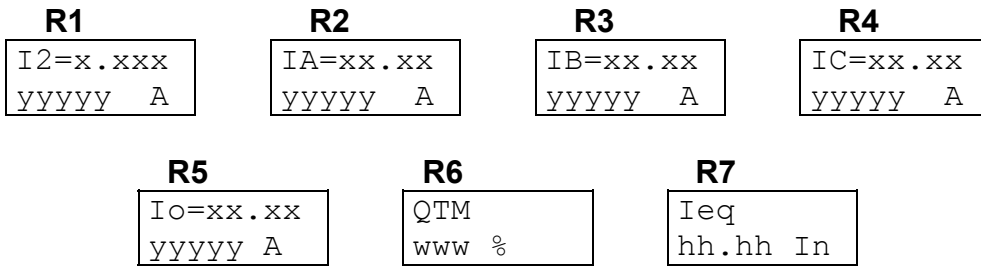 R1 R2 R3 R4
I2=x.xxx IA=xx.xx IB=xx.xx IC=xx.xx
yyyyy A yyyyy A yyyyy A yyyyy A
R5 R6 R7
Io=xx.xx QTM Ieq
yyyyy A www % hh.hh In